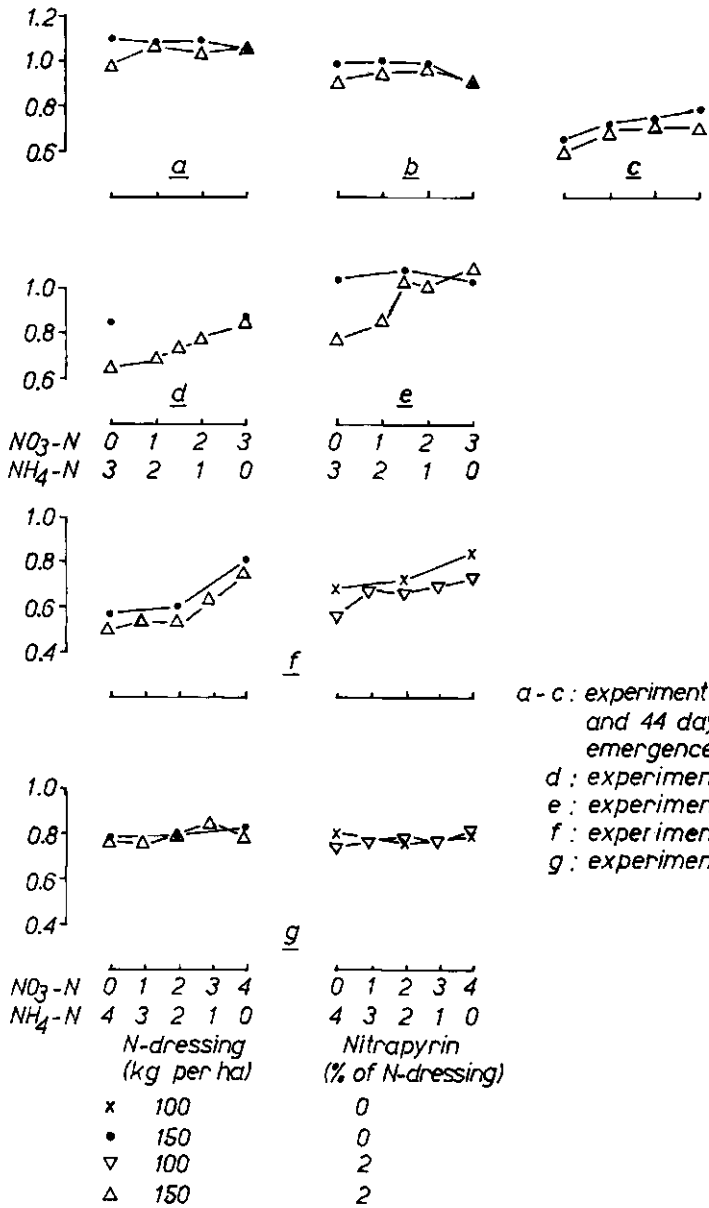 1.2
1.0
0.8
0.6
a
b
c
1.0
0.8
0.6
d
e
NO3-N 0 1 2 3 0 1 2 3
NH4-N 3 2 1 0 3 2 1 0
1.0
0.8
0.6
0.4
f
a - c : experiment
and 44 day
emergence
d : experimen
e : experimen
f : experimen
g : experimen
1.0
0.8
0.6
0.4
g
NO3-N 0 1 2 3 4 0 1 2 3 4
NH4-N 4 3 2 1 0 4 3 2 1 0
N-dressing Nitrapyrin
(kg per ha) (% of N-dressing)
x 100 0
• 150 0
▽ 100 2
△ 150 2